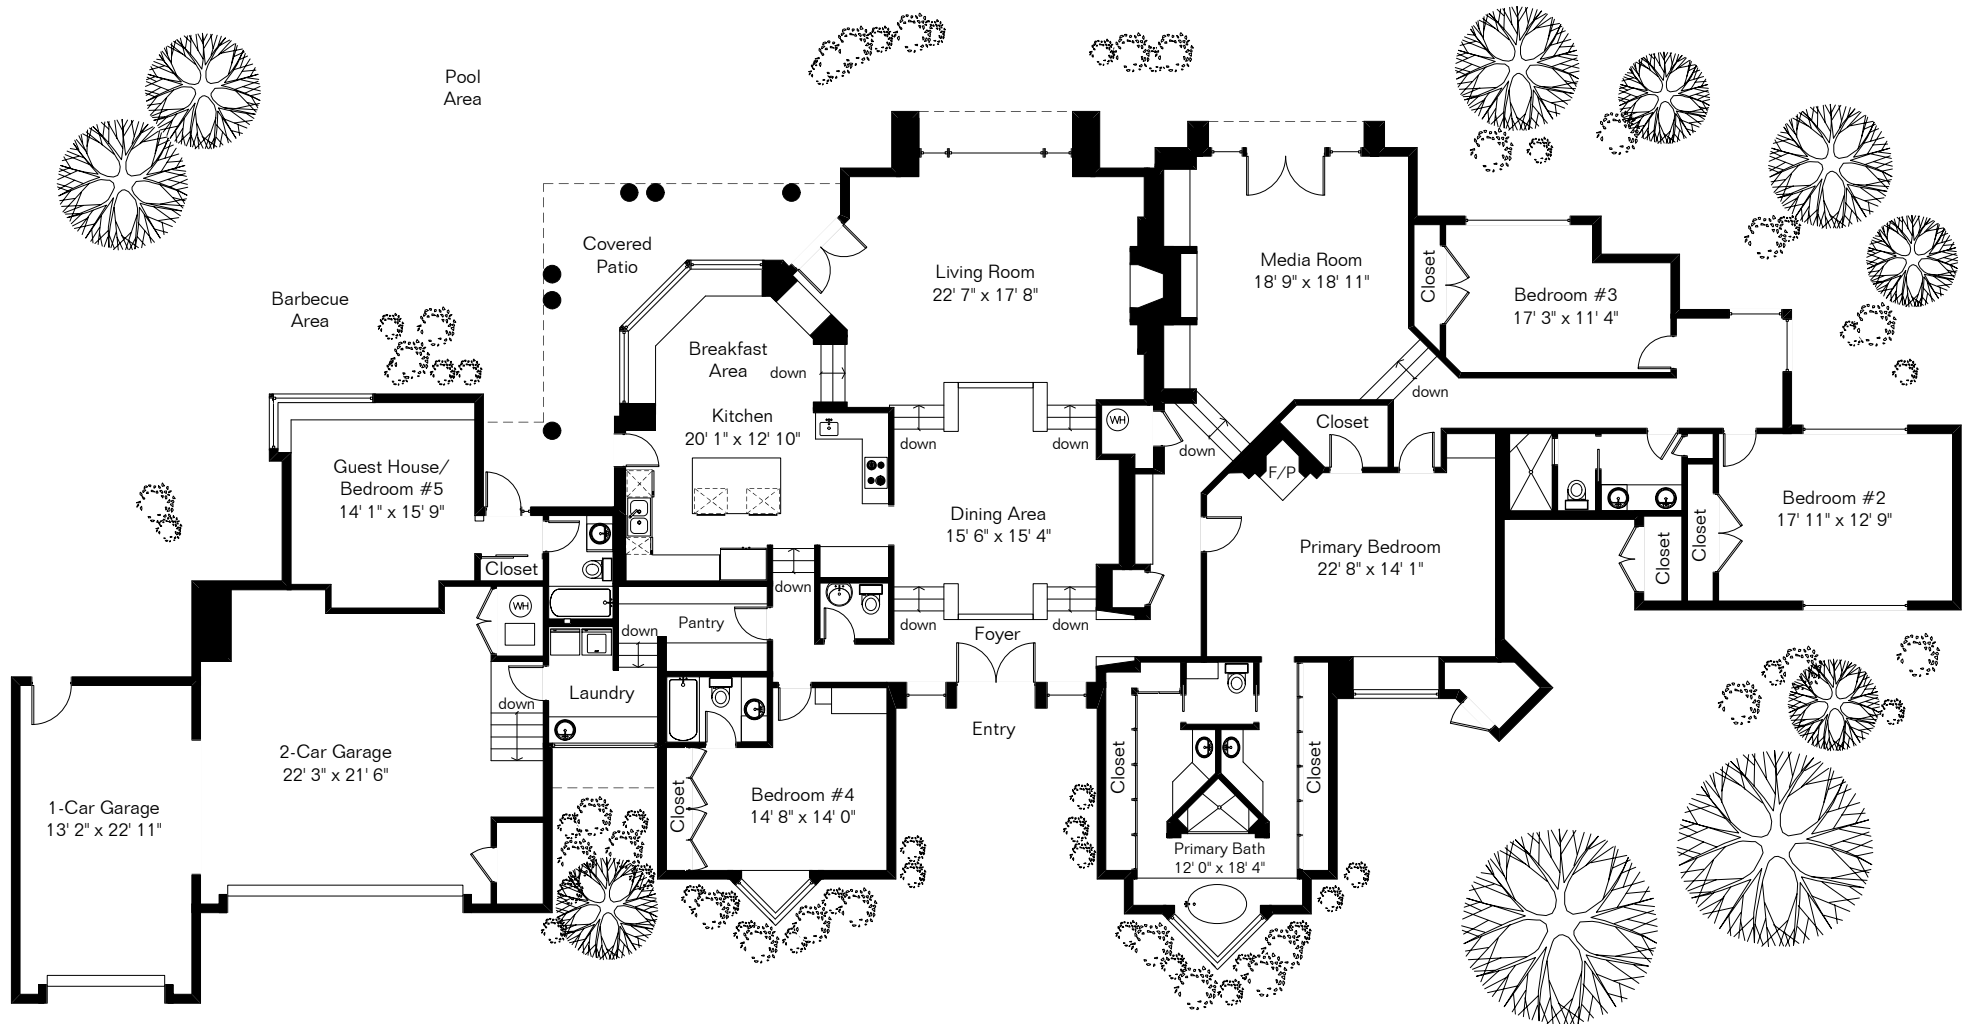 Pool
Area
Covered
Patio
Barbecue
Area
Living Room
22' 7" x 17' 8"
Media Room
18' 9" x 18' 11"
Closet
Bedroom #3
17' 3" x 11' 4"
Breakfast
Area
down
Kitchen
20' 1" x 12' 10"
down
down
WH
down
Closet
down
F/P
Guest House/
Bedroom #5
14' 1" x 15' 9"
Closet
Dining Area
15' 6" x 15' 4"
Primary Bedroom
22' 8" x 14' 1"
Closet
Closet
Bedroom #2
17' 11" x 12' 9"
WH
down
Pantry
down
down
down
Foyer
down
Laundry
down
Entry
2-Car Garage
22' 3" x 21' 6"
1-Car Garage
13' 2" x 22' 11"
Closet
Bedroom #4
14' 8" x 14' 0"
Closet
Closet
Primary Bath
12' 0" x 18' 4"